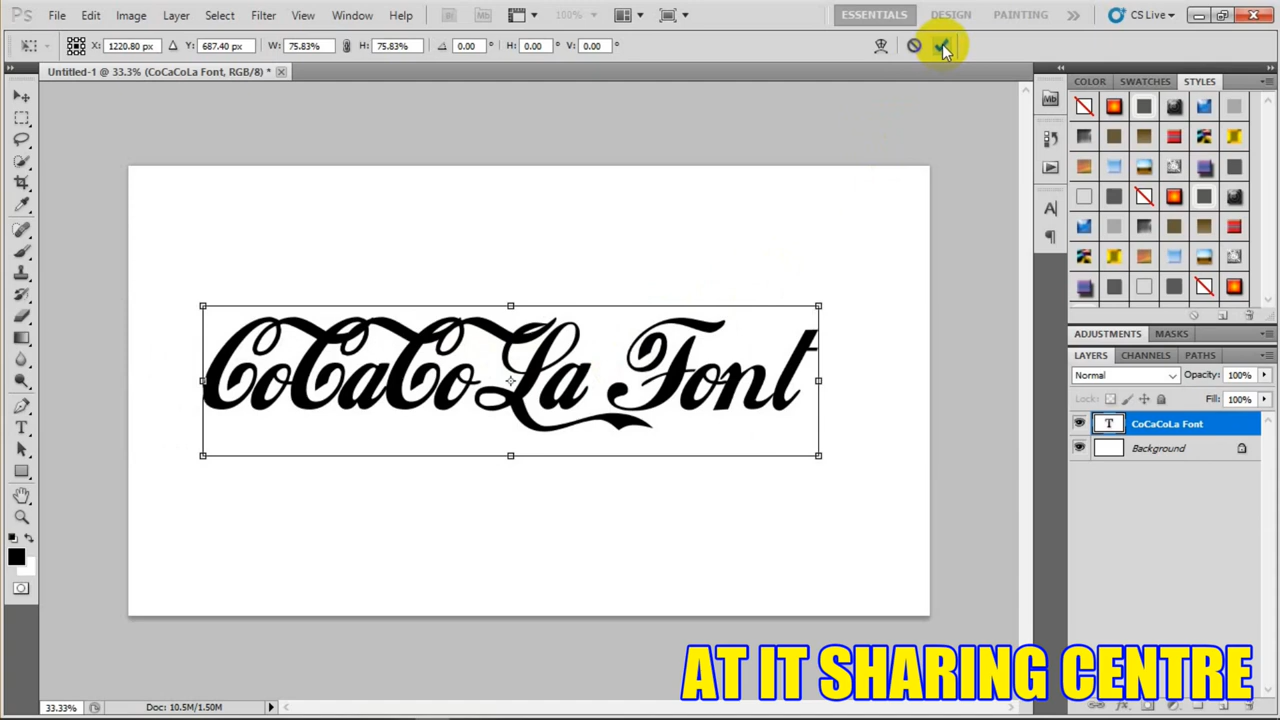 Ps File Edit Image Layer Select Filter View Window Help Mb 100% ESSENTIALS DESIGN PAINTING CS Live
X: 1220.80 px Y: 687.40 px W: 75.83% H: 75.83% 0.00 ° H: 0.00 ° V: 0.00 °
Untitled-1 @ 33.3% (CoCaCoLa Font, RGB/8) *
COLOR SWATCHES STYLES
Mb
CoCaCoLa Font
ADJUSTMENTS MASKS
LAYERS CHANNELS PATHS
Normal Opacity: 100%
Lock: Fill: 100%
T CoCaCoLa Font
Background
AT IT SHARING CENTRE
33.33% Doc: 10.5M/1.50M